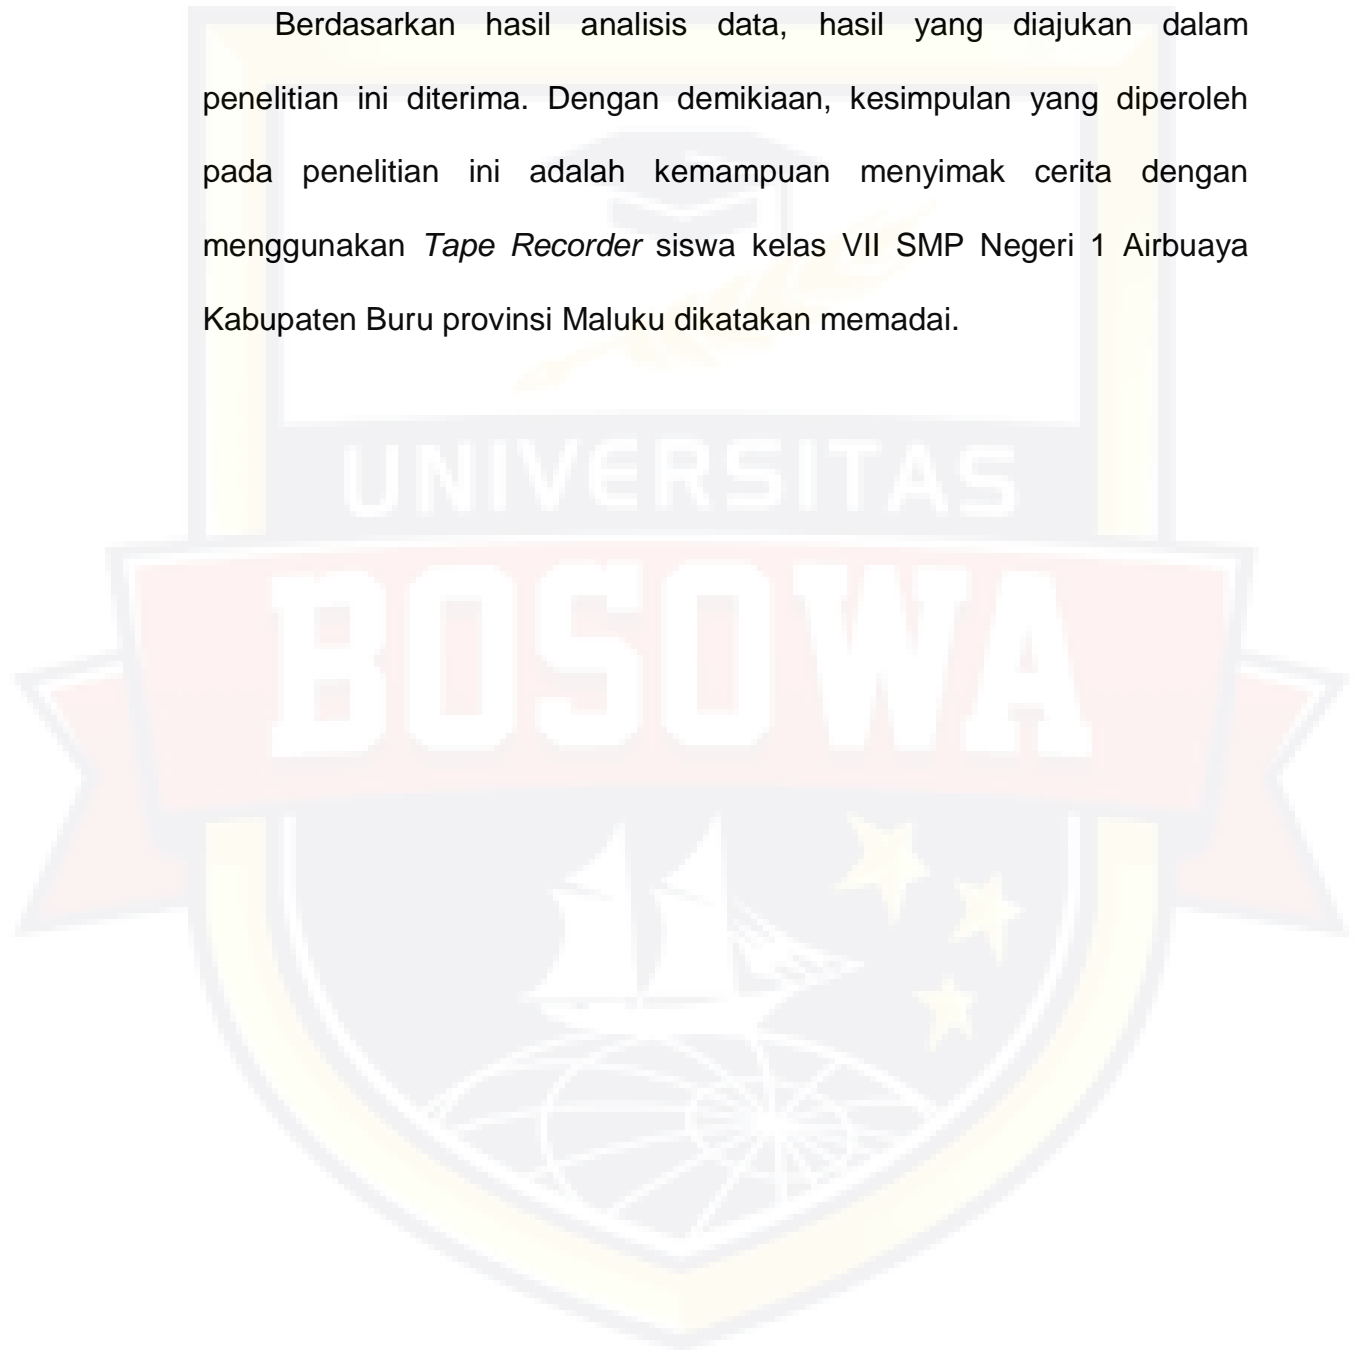 Berdasarkan hasil analisis data, hasil yang diajukan dalam
penelitian ini diterima. Dengan demikiaan, kesimpulan yang diperoleh
pada penelitian ini adalah kemampuan menyimak cerita dengan
menggunakan Tape Recorder siswa kelas VII SMP Negeri 1 Airbuaya
Kabupaten Buru provinsi Maluku dikatakan memadai.
UNIVERSITAS
BOSOWA